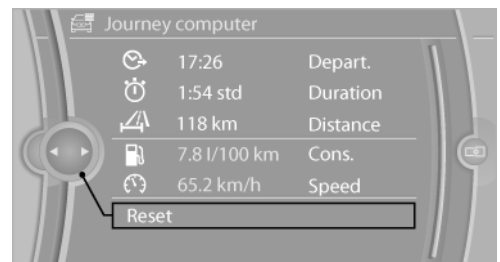 Journey computer
17:26 Depart.
1:54 std Duration
118 km Distance
7.8 l/100 km Cons.
65.2 km/h Speed
Reset